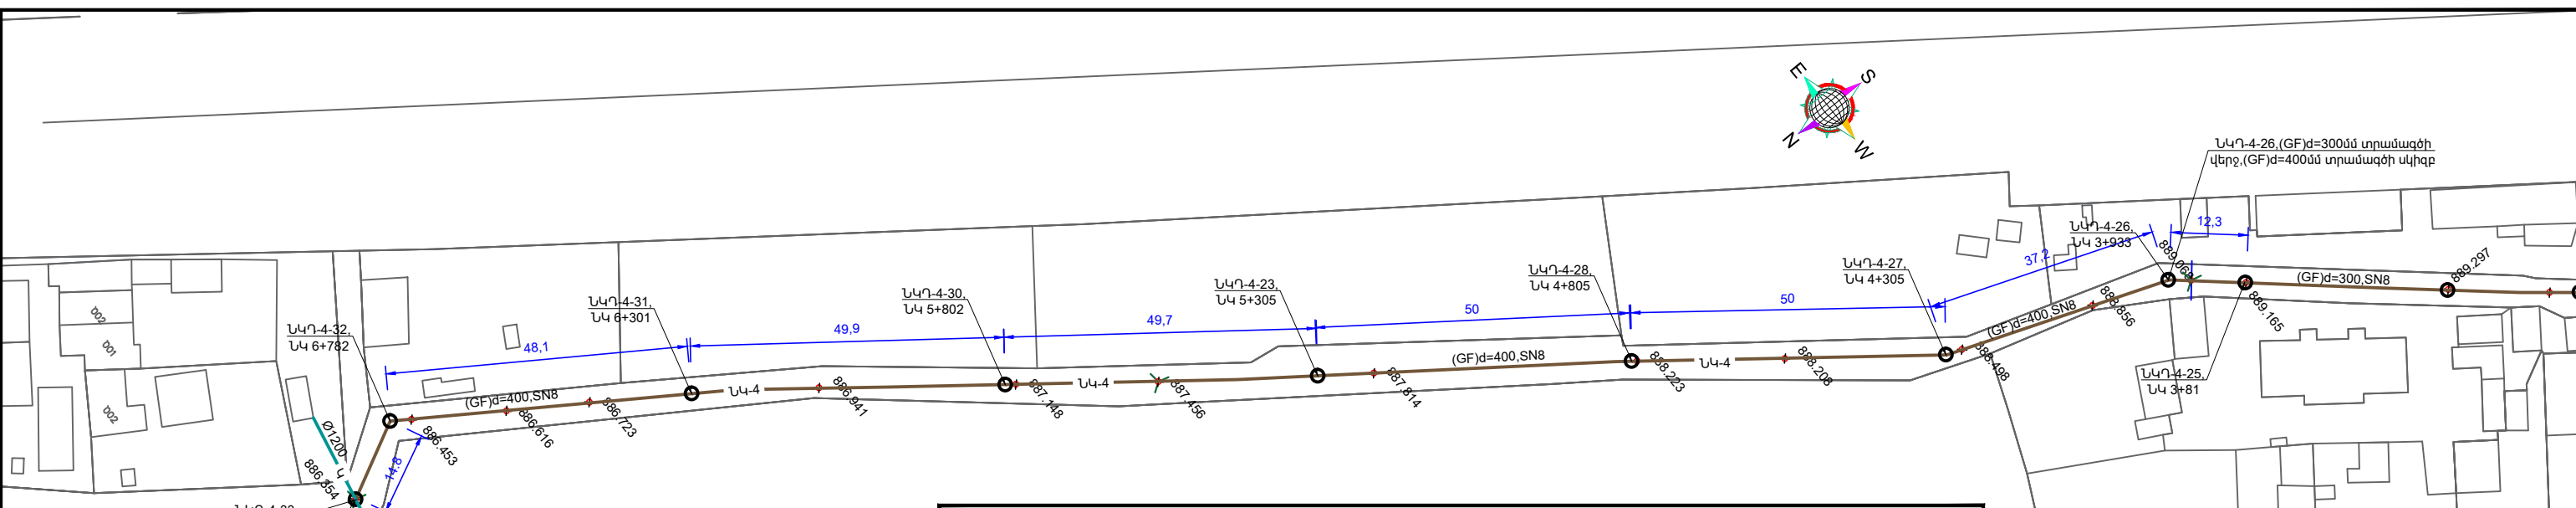 E
S
N
W
ՆԿԴ-4-26,(GF)d=300մմ տրամագծի
վերջ,(GF)d=400մմ տրամագծի սկիզբ
ՆԿԴ-4-26,
ՆԿ 3+933
12,3
37,2
889.297
(GF)d=300,SN8
889.165
888.856
ՆԿԴ-4-25,
ՆԿ 3+81
ՆԿԴ-4-27,
ՆԿ 4+305
(GF)d=400,SN8
888.498
50
888.208
ՆԿ-4
ՆԿԴ-4-28,
ՆԿ 4+805
888.223
50
(GF)d=400,SN8
887.814
ՆԿԴ-4-23,
ՆԿ 5+305
49,7
887.456
ՆԿ-4
887.148
ՆԿԴ-4-30,
ՆԿ 5+802
49,9
886.941
ՆԿ-4
ՆԿԴ-4-31,
ՆԿ 6+301
48,1
886.723
886.616
(GF)d=400,SN8
886.453
ՆԿԴ-4-32,
ՆԿ 6+782
14,8
Ø1200
Կ
886.354